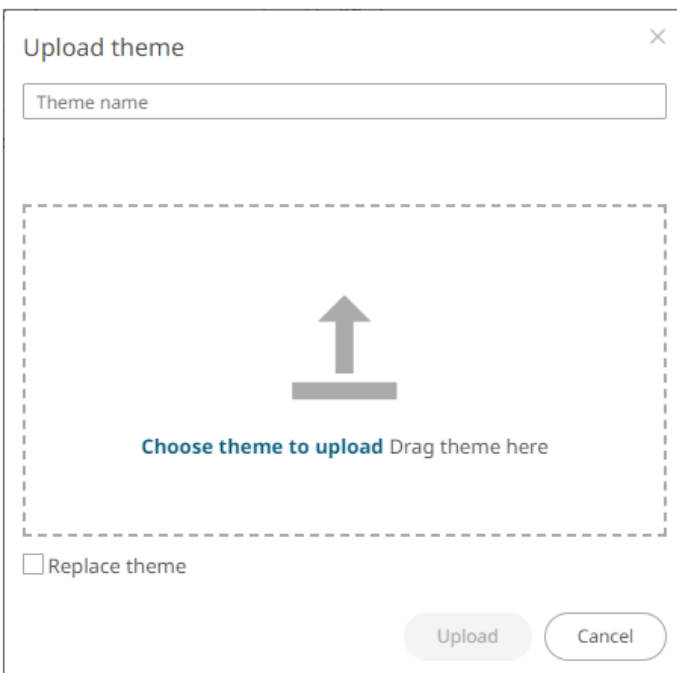 Upload theme
Theme name
Choose theme to upload Drag theme here
Replace theme
Upload
Cancel